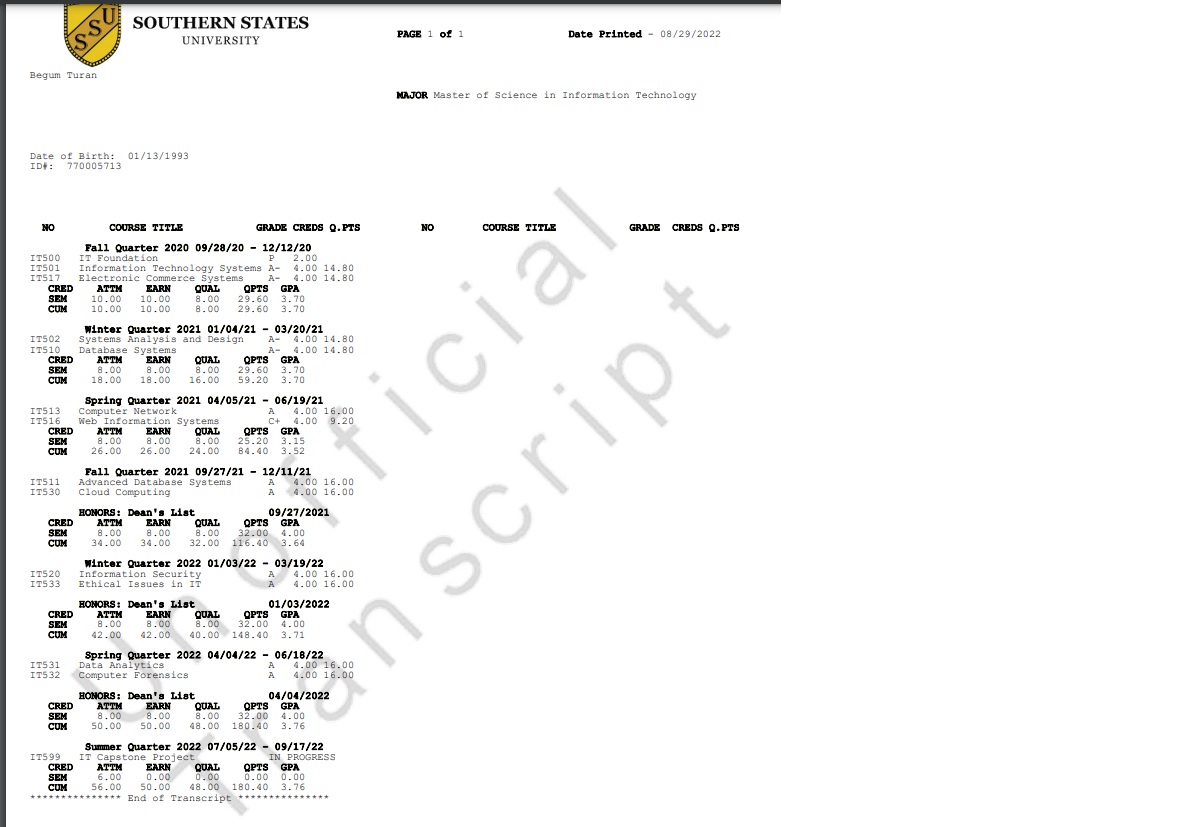 SSU
SOUTHERN STATES
UNIVERSITY
PAGE 1 of 1 Date Printed - 08/29/2022
Begum Turan
MAJOR Master of Science in Information Technology
Date of Birth: 01/13/1993
ID#: 770005713
NO COURSE TITLE GRADE CREDS Q.PTS NO COURSE TITLE GRADE CREDS Q.PTS
Fall Quarter 2020 09/28/20 - 12/12/20
IT500 IT Foundation P 2.00
IT501 Information Technology Systems A- 4.00 14.80
IT517 Electronic Commerce Systems A- 4.00 14.80
CRED ATTM EARN QUAL QPTS GPA
SEM 10.00 10.00 8.00 29.60 3.70
CUM 10.00 10.00 8.00 29.60 3.70
Winter Quarter 2021 01/04/21 - 03/20/21
IT502 Systems Analysis and Design A- 4.00 14.80
IT510 Database Systems A- 4.00 14.80
CRED ATTM EARN QUAL QPTS GPA
SEM 8.00 8.00 8.00 29.60 3.70
CUM 18.00 18.00 16.00 59.20 3.70
Spring Quarter 2021 04/05/21 - 06/19/21
IT513 Computer Network A 4.00 16.00
IT516 Web Information Systems C+ 4.00 9.20
CRED ATTM EARN QUAL QPTS GPA
SEM 8.00 8.00 8.00 25.20 3.15
CUM 26.00 26.00 24.00 84.40 3.52
Fall Quarter 2021 09/27/21 - 12/11/21
IT511 Advanced Database Systems A 4.00 16.00
IT530 Cloud Computing A 4.00 16.00
HONORS: Dean's List 09/27/2021
CRED ATTM EARN QUAL QPTS GPA
SEM 8.00 8.00 8.00 32.00 4.00
CUM 34.00 34.00 32.00 116.40 3.64
Winter Quarter 2022 01/03/22 - 03/19/22
IT520 Information Security A 4.00 16.00
IT533 Ethical Issues in IT A 4.00 16.00
HONORS: Dean's List 01/03/2022
CRED ATTM EARN QUAL QPTS GPA
SEM 8.00 8.00 8.00 32.00 4.00
CUM 42.00 42.00 40.00 148.40 3.71
Spring Quarter 2022 04/04/22 - 06/18/22
IT531 Data Analytics A 4.00 16.00
IT532 Computer Forensics A 4.00 16.00
HONORS: Dean's List 04/04/2022
CRED ATTM EARN QUAL QPTS GPA
SEM 8.00 8.00 8.00 32.00 4.00
CUM 50.00 50.00 48.00 180.40 3.76
Summer Quarter 2022 07/05/22 - 09/17/22
IT599 IT Capstone Project IN PROGRESS
CRED ATTM EARN QUAL QPTS GPA
SEM 6.00 0.00 0.00 0.00 0.00
CUM 56.00 50.00 48.00 180.40 3.76
*************** End of Transcript ***************
Unofficial
Transcript